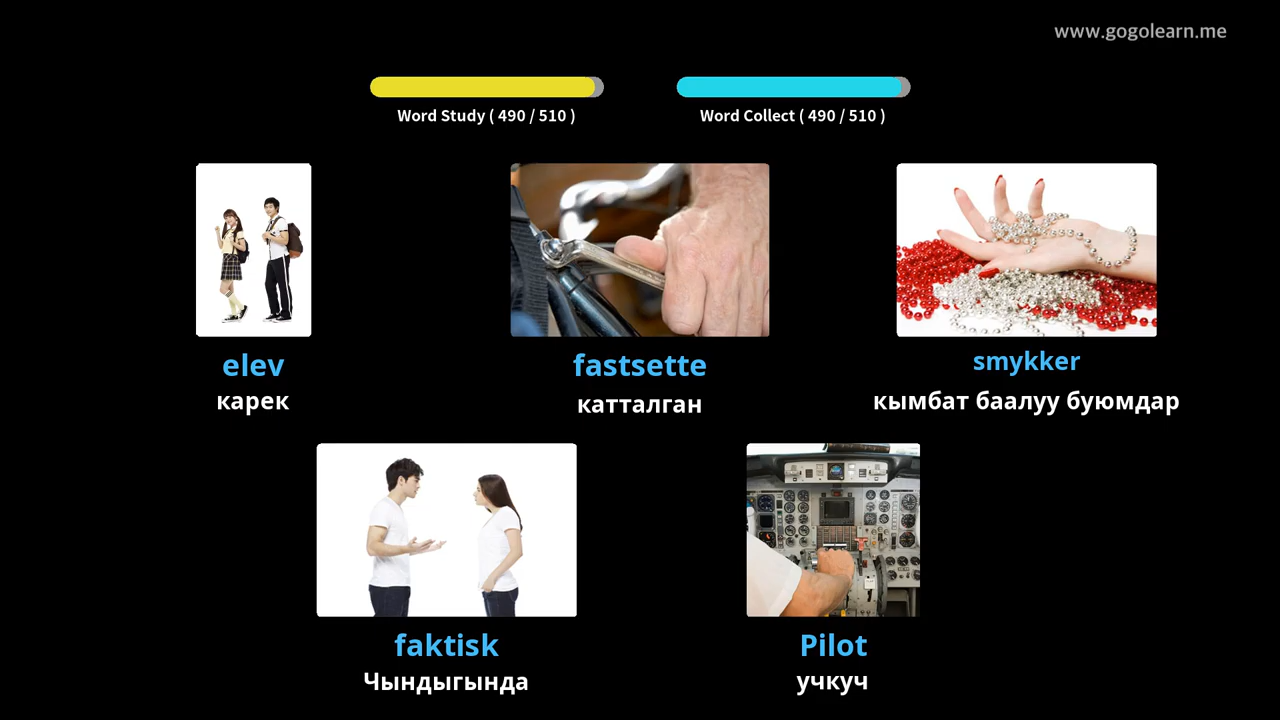 www.gogolearn.me
Word Study ( 490 / 510 )
Word Collect ( 490 / 510 )
elev
карек
fastsette
катталган
smykker
кымбат баалуу буюмдар
faktisk
Чындыгында
Pilot
учкуч